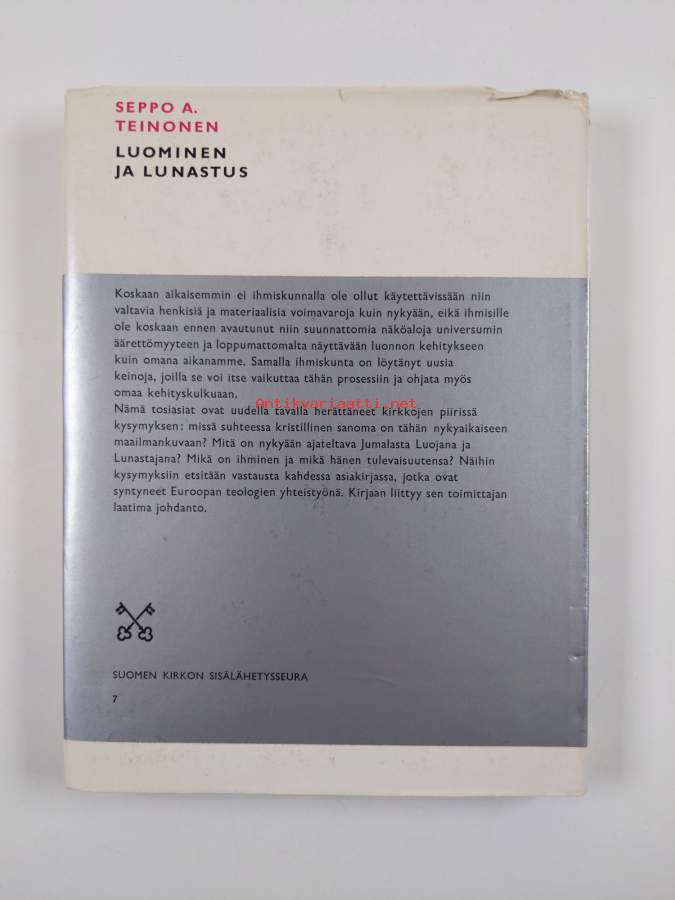 SEPPO A.
TEINONEN
LUOMINEN
JA LUNASTUS
Koskaan aikaisemmin ei ihmiskunnalla ole ollut käytettävissään niin
valtavia henkisiä ja materiaalisia voimavaroja kuin nykyään, eikä ihmisille
ole koskaan ennen avautunut niin suunnattomia näköaloja universumin
äärettömyyteen ja loppumattomalta näyttävään luonnon kehitykseen
kuin omana aikanamme. Samalla ihmiskunta on löytänyt uusia
keinoja, joilla se voi itse vaikuttaa tähän prosessiin ja ohjata myös
omaa kehityskulkuaan.
Antikvariaatti.net
Nämä tosiasiat ovat uudella tavalla herättäneet kirkkojen piirissä
kysymyksen: missä suhteessa kristillinen sanoma on tähän nykyaikaiseen
maailmankuvaan? Mitä on nykyään ajateltava Jumalasta Luojana ja
Lunastajana? Mikä on ihminen ja mikä hänen tulevaisuutensa? Näihin
kysymyksiin etsitään vastausta kahdessa asiakirjassa, jotka ovat
syntyneet Euroopan teologien yhteistyönä. Kirjaan liittyy sen toimittajan
laatima johdanto.
SUOMEN KIRKON SISÄLÄHETYSSEURA
7